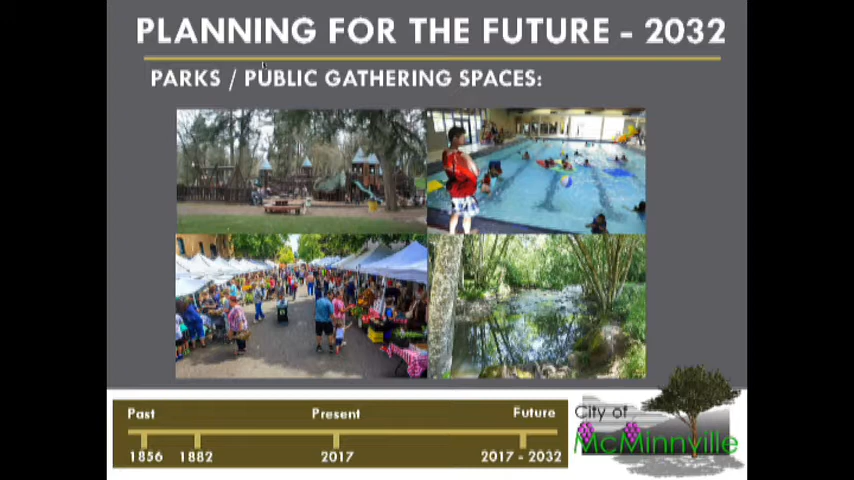 PLANNING FOR THE FUTURE - 2032
PARKS / PUBLIC GATHERING SPACES:
Past Present Future
1856 1882 2017 2017 - 2032
City of
McMinnville